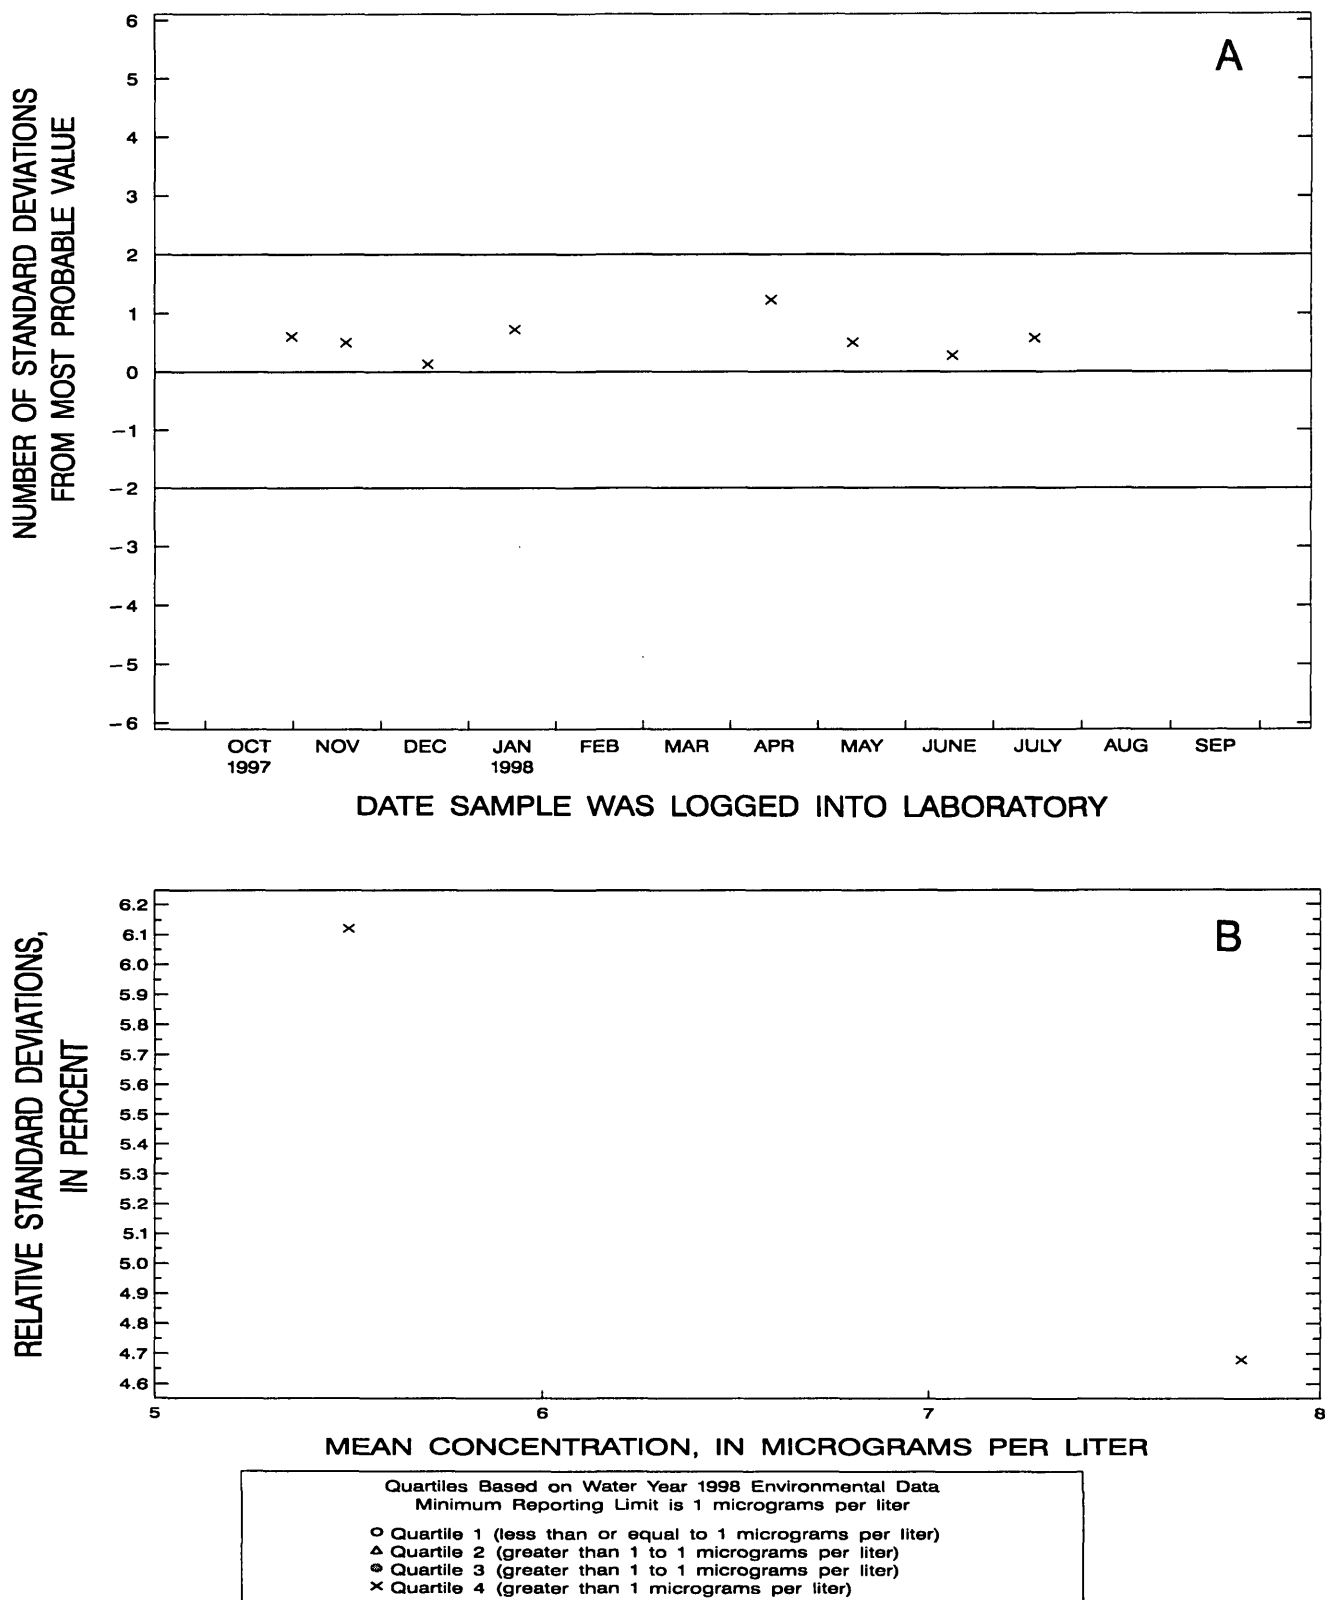 A
NUMBER OF STANDARD DEVIATIONS
FROM MOST PROBABLE VALUE
6
5
4
3
2
1
0
−1
−2
−3
−4
−5
−6
OCT NOV DEC JAN FEB MAR APR MAY JUNE JULY AUG SEP
1997 1998
DATE SAMPLE WAS LOGGED INTO LABORATORY
B
RELATIVE STANDARD DEVIATIONS,
IN PERCENT
6.2
6.1
6.0
5.9
5.8
5.7
5.6
5.5
5.4
5.3
5.2
5.1
5.0
4.9
4.8
4.7
4.6
5 6 7 8
MEAN CONCENTRATION, IN MICROGRAMS PER LITER
Quartiles Based on Water Year 1998 Environmental Data
Minimum Reporting Limit is 1 micrograms per liter
Quartile 1 (less than or equal to 1 micrograms per liter)
Quartile 2 (greater than 1 to 1 micrograms per liter)
Quartile 3 (greater than 1 to 1 micrograms per liter)
Quartile 4 (greater than 1 micrograms per liter)